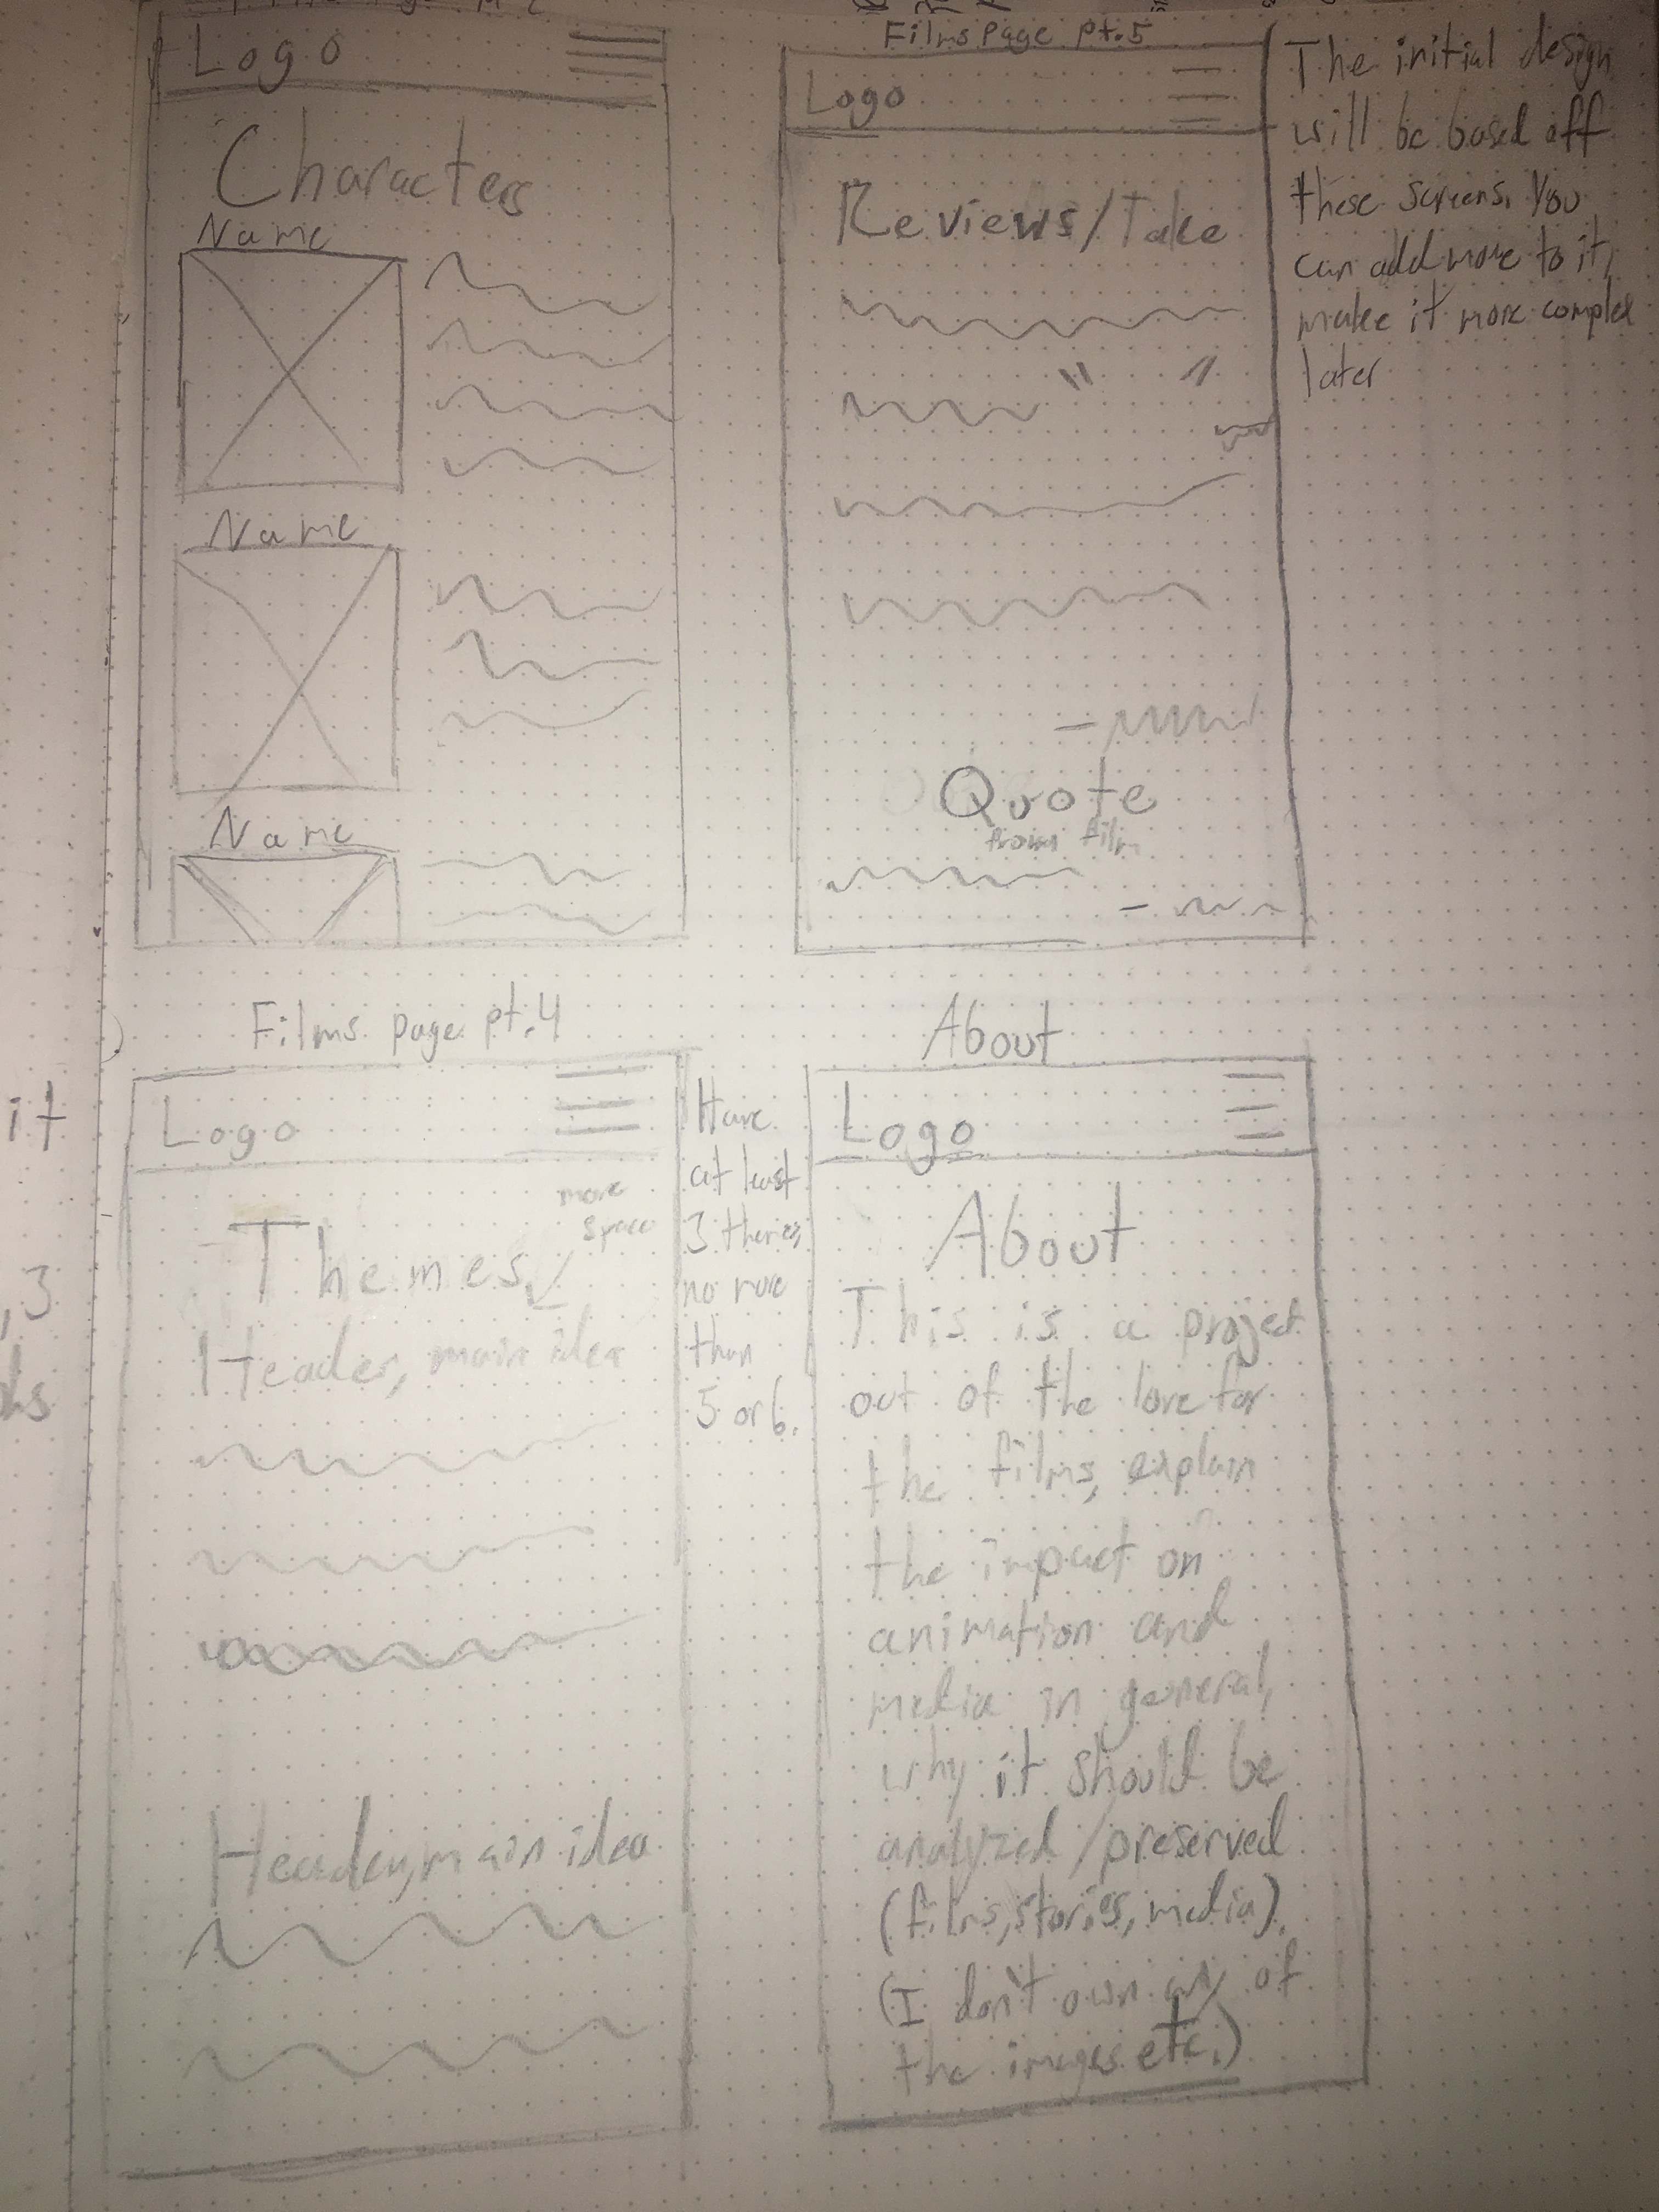 Logo
Characters
Name
Name
Name
Films Page pt.5
Logo
Reviews/Take
" "
Quote
from film
The initial design
will be based off
these screens. You
can add more to it,
make it more complex
later
Films page pt.4
Logo
more
space
Themes
Header, main idea
Header, main idea
Have
at least
3 themes,
no more
than
5 or 6.
About
Logo
About
This is a project
out of the love for
the films, explain
the impact on
animation and
media in general,
why it should be
analyzed/preserved
(films, stories, media).
(I don't own any of
the images etc.)
it
, 3